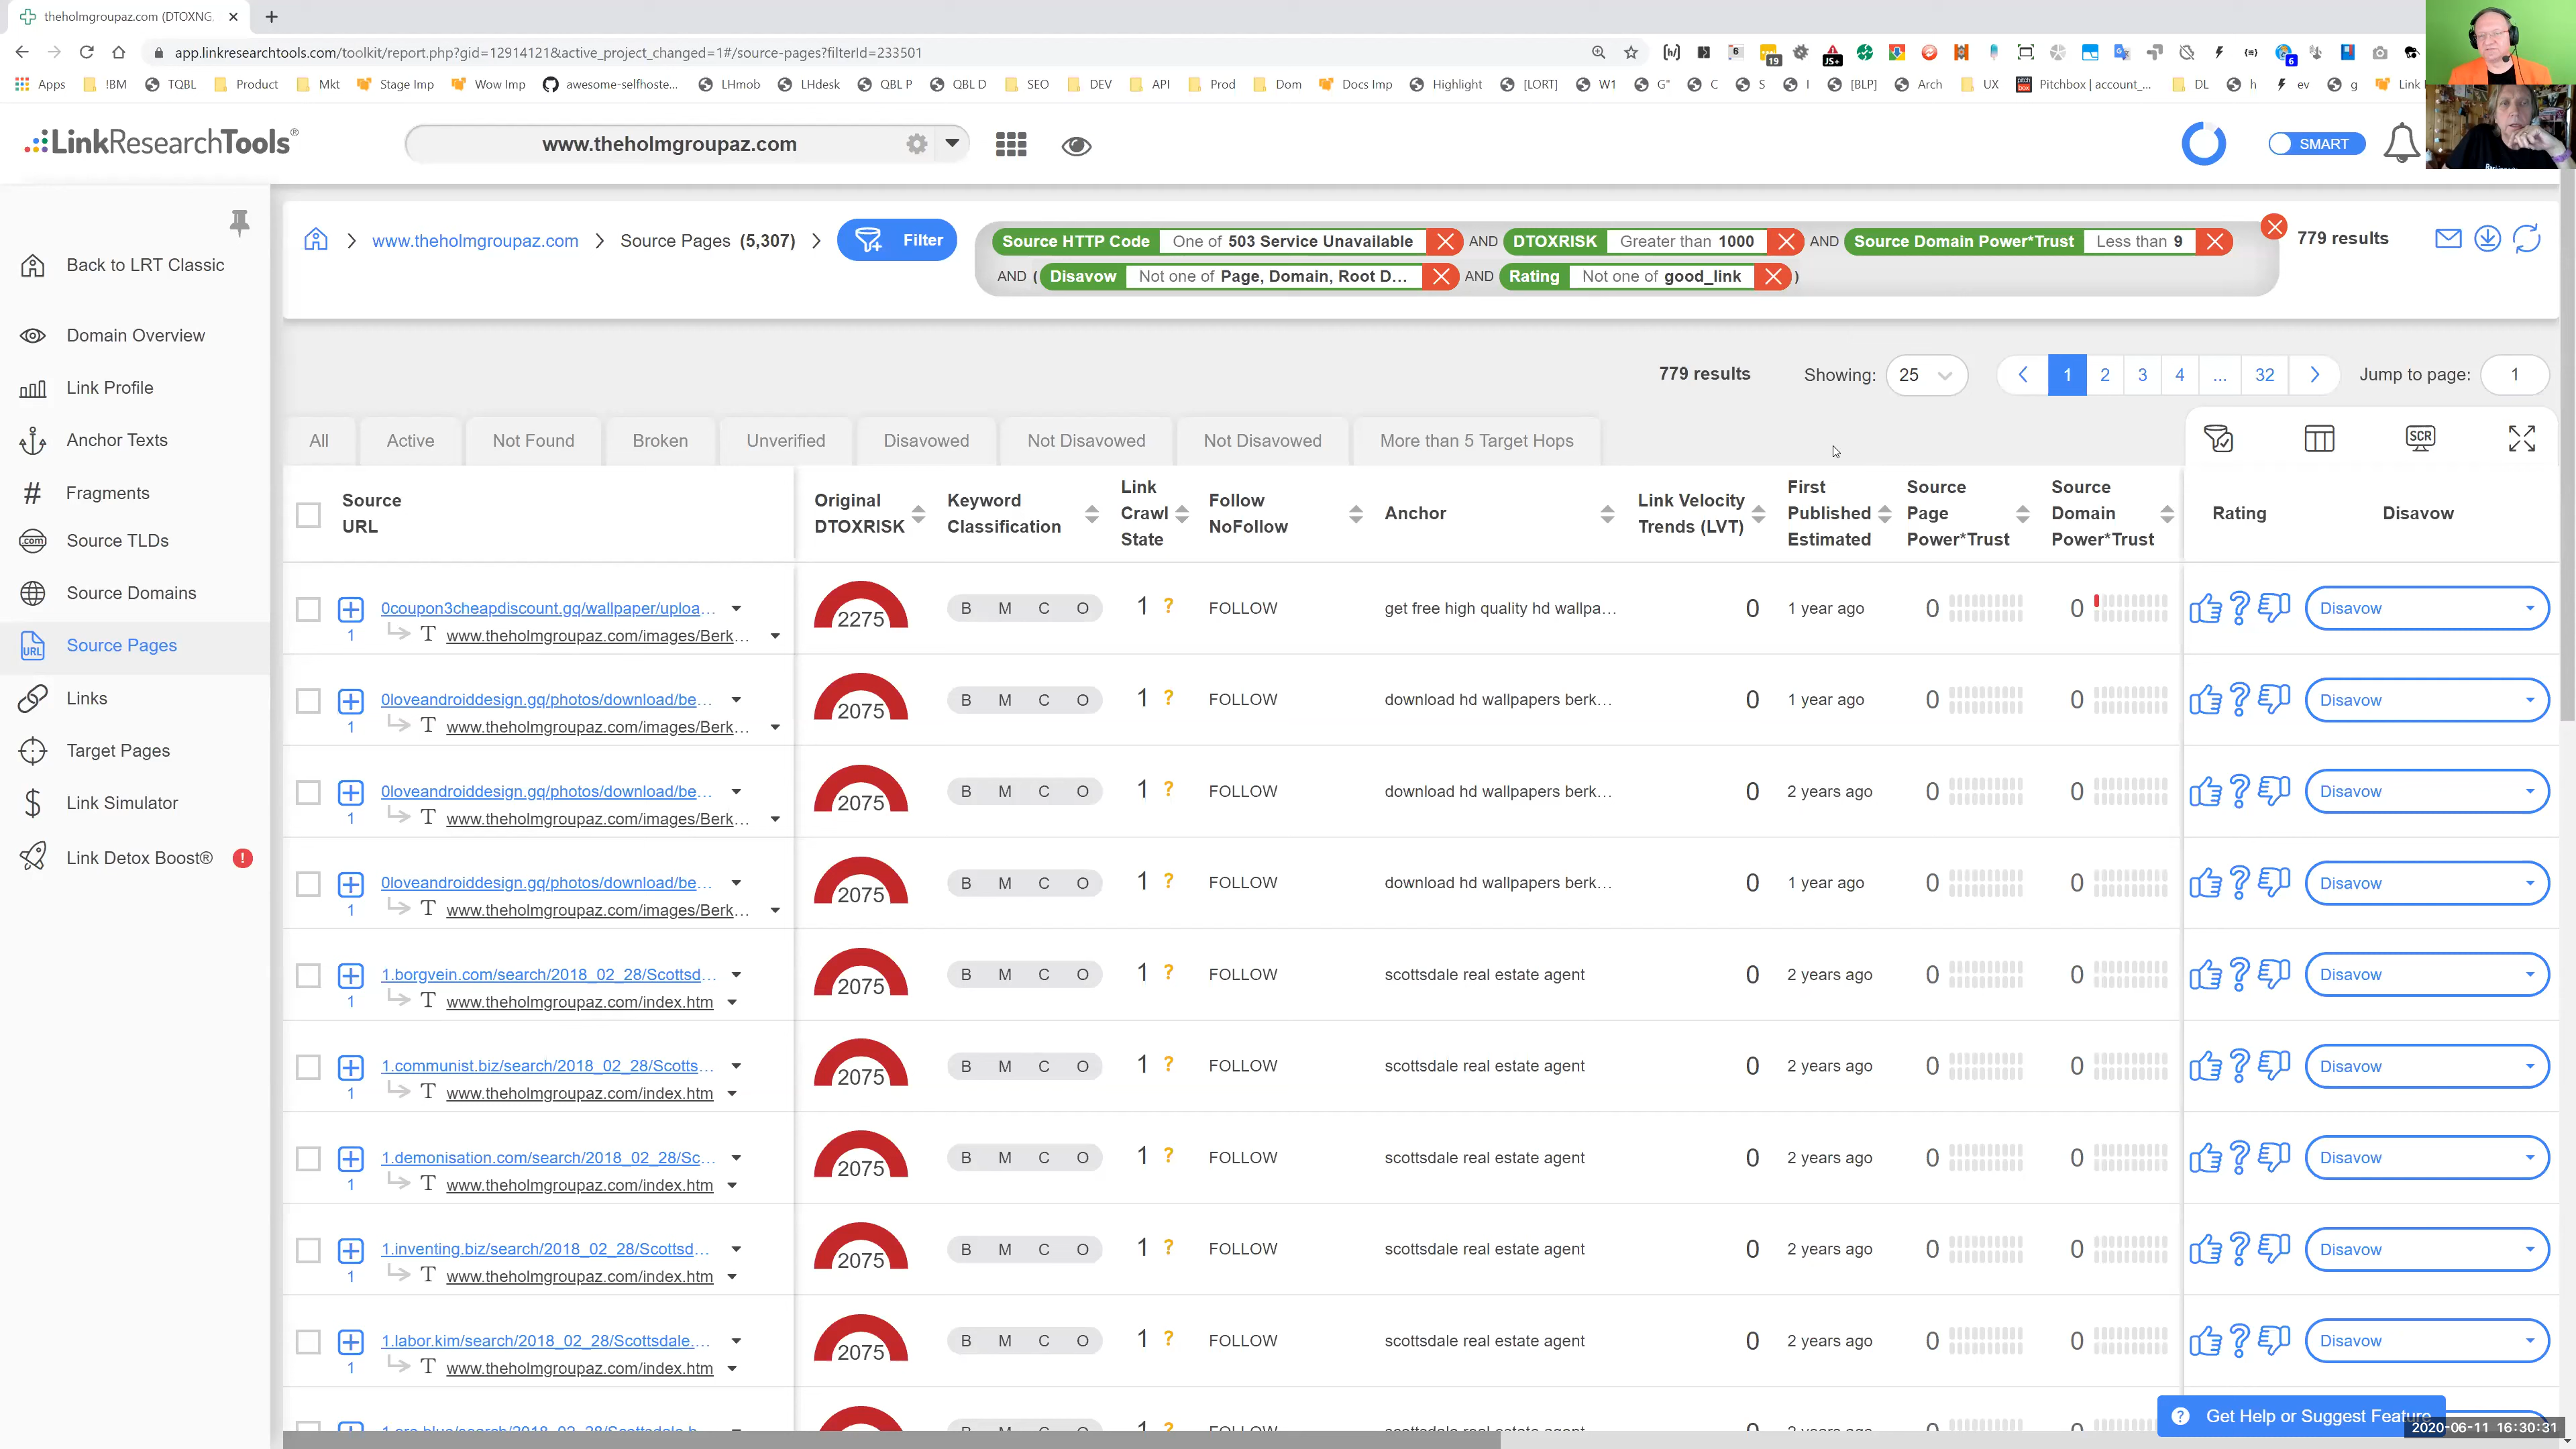 theholmgroupaz.com (DTOXNG
app.linkresearchtools.com/toolkit/report.php?gid=12914121&active_project_changed=1#/source-pages?filterId=233501
Apps !BM TQBL Product Mkt Stage Imp Wow Imp awesome-selfhoste... LHmob LHdesk QBL P QBL D SEO DEV API Prod Dom Docs Imp Highlight [LORT] W1 G" C S I [BLP] Arch UX Pitchbox | account_... DL h ev g Link
LinkResearchTools®
www.theholmgroupaz.com
SMART
Back to LRT Classic
Domain Overview
Link Profile
Anchor Texts
Fragments
Source TLDs
Source Domains
Source Pages
Links
Target Pages
Link Simulator
Link Detox Boost® !
www.theholmgroupaz.com > Source Pages (5,307) > Filter
Source HTTP Code One of 503 Service Unavailable AND DTOXRISK Greater than 1000 AND Source Domain Power*Trust Less than 9
AND ( Disavow Not one of Page, Domain, Root D... AND Rating Not one of good_link )
779 results
779 results Showing: 25 1 2 3 4 ... 32 Jump to page: 1
All Active Not Found Broken Unverified Disavowed Not Disavowed Not Disavowed More than 5 Target Hops SCR
Source URL Original DTOXRISK Keyword Classification Link Crawl State Follow NoFollow Anchor Link Velocity Trends (LVT) First Published Estimated Source Page Power*Trust Source Domain Power*Trust Rating Disavow
0coupon3cheapdiscount.gq/wallpaper/uploa... 2275 B M C O 1 ? FOLLOW get free high quality hd wallpa... 0 1 year ago 0 0 Disavow
1 T www.theholmgroupaz.com/images/Berk...
0loveandroiddesign.gq/photos/download/be... 2075 B M C O 1 ? FOLLOW download hd wallpapers berk... 0 1 year ago 0 0 Disavow
1 T www.theholmgroupaz.com/images/Berk...
0loveandroiddesign.gq/photos/download/be... 2075 B M C O 1 ? FOLLOW download hd wallpapers berk... 0 2 years ago 0 0 Disavow
1 T www.theholmgroupaz.com/images/Berk...
0loveandroiddesign.gq/photos/download/be... 2075 B M C O 1 ? FOLLOW download hd wallpapers berk... 0 1 year ago 0 0 Disavow
1 T www.theholmgroupaz.com/images/Berk...
1.borgvein.com/search/2018_02_28/Scottsd... 2075 B M C O 1 ? FOLLOW scottsdale real estate agent 0 2 years ago 0 0 Disavow
1 T www.theholmgroupaz.com/index.htm
1.communist.biz/search/2018_02_28/Scotts... 2075 B M C O 1 ? FOLLOW scottsdale real estate agent 0 2 years ago 0 0 Disavow
1 T www.theholmgroupaz.com/index.htm
1.demonisation.com/search/2018_02_28/Sc... 2075 B M C O 1 ? FOLLOW scottsdale real estate agent 0 2 years ago 0 0 Disavow
1 T www.theholmgroupaz.com/index.htm
1.inventing.biz/search/2018_02_28/Scottsd... 2075 B M C O 1 ? FOLLOW scottsdale real estate agent 0 2 years ago 0 0 Disavow
1 T www.theholmgroupaz.com/index.htm
1.labor.kim/search/2018_02_28/Scottsdale.... 2075 B M C O 1 ? FOLLOW scottsdale real estate agent 0 2 years ago 0 0 Disavow
1 T www.theholmgroupaz.com/index.htm
Get Help or Suggest Feature
2020-06-11 16:30:31